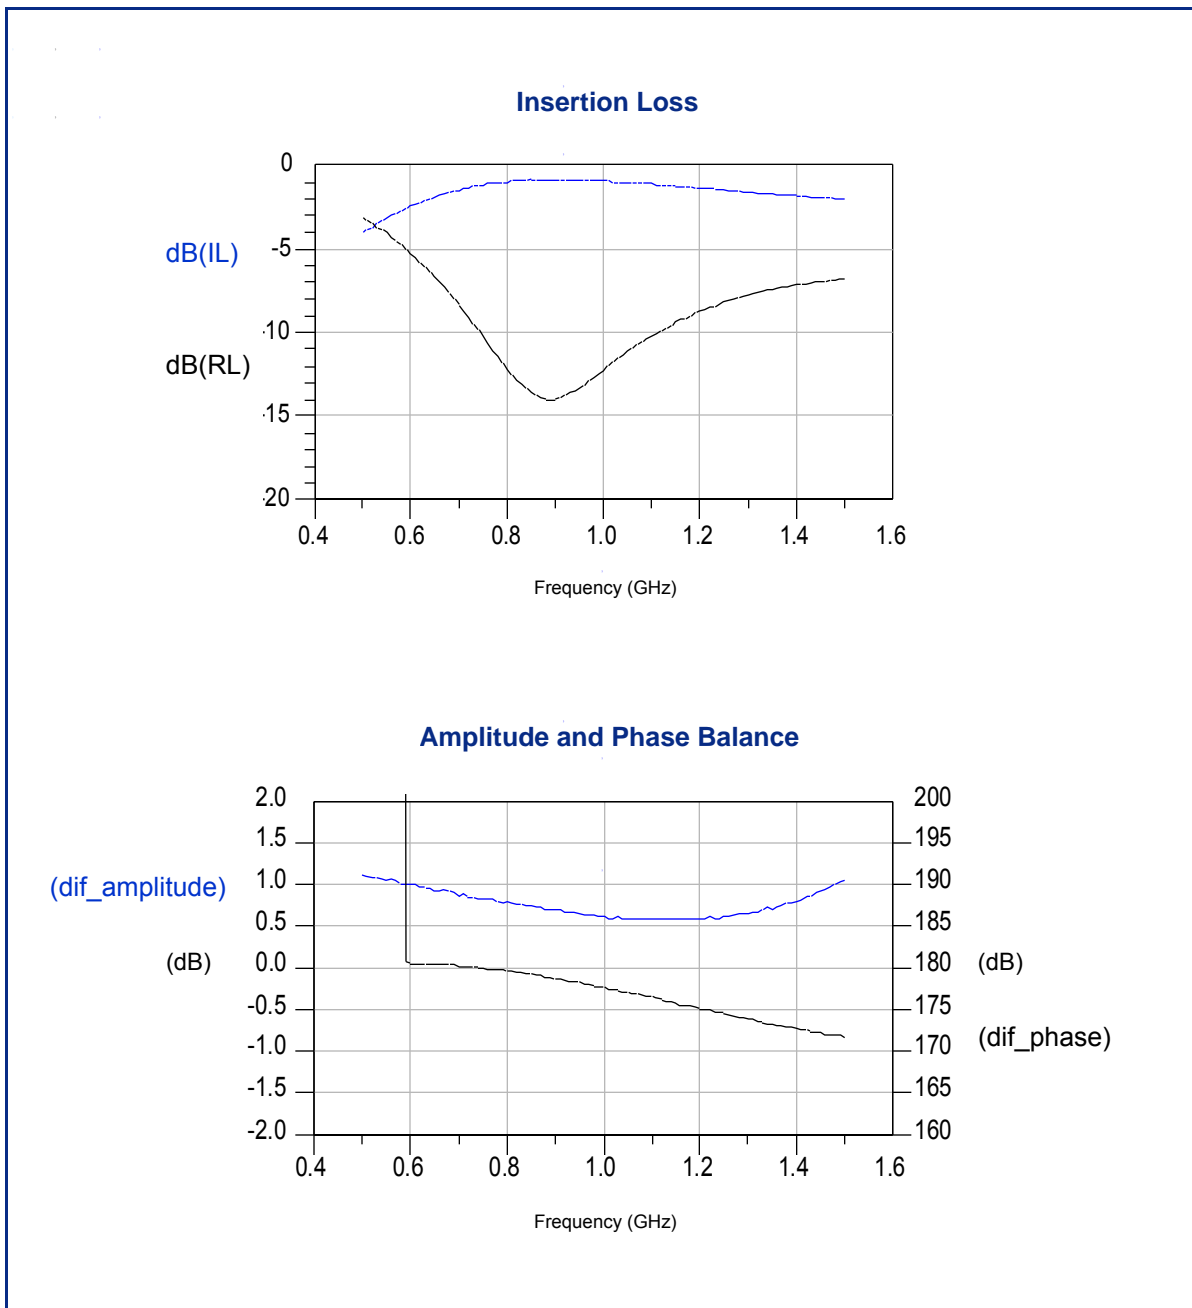 Insertion Loss
0
dB(IL)
-5
-10
dB(RL)
-15
-20
0.4 0.6 0.8 1.0 1.2 1.4 1.6
Frequency (GHz)
Amplitude and Phase Balance
2.0 200
1.5 195
(dif_amplitude) 1.0 190
0.5 185
(dB) 0.0 180 (dB)
-0.5 175
-1.0 170 (dif_phase)
-1.5 165
-2.0 160
0.4 0.6 0.8 1.0 1.2 1.4 1.6
Frequency (GHz)